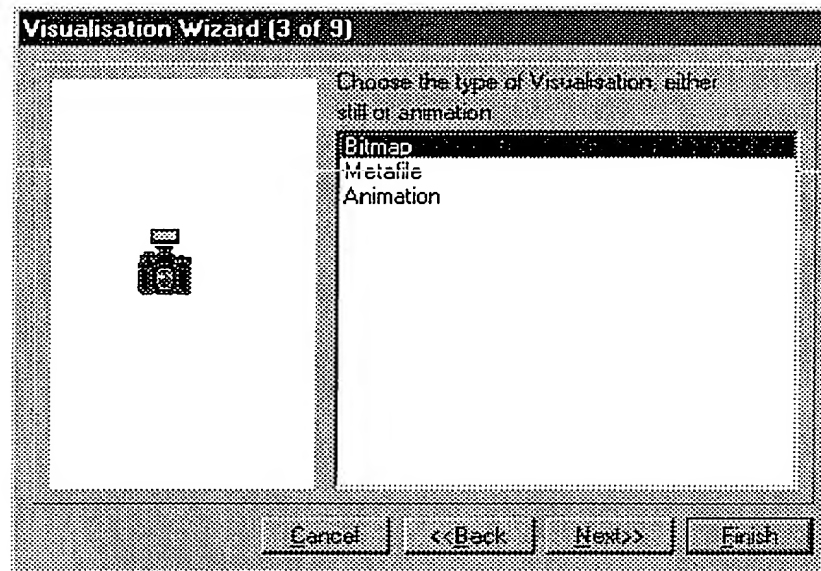 Visualisation Wizard (3 of 9)
Choose the type of Visualisation, either
still or animation
Bitmap
Metafile
Animation
Cancel <<Back Next>> Finish